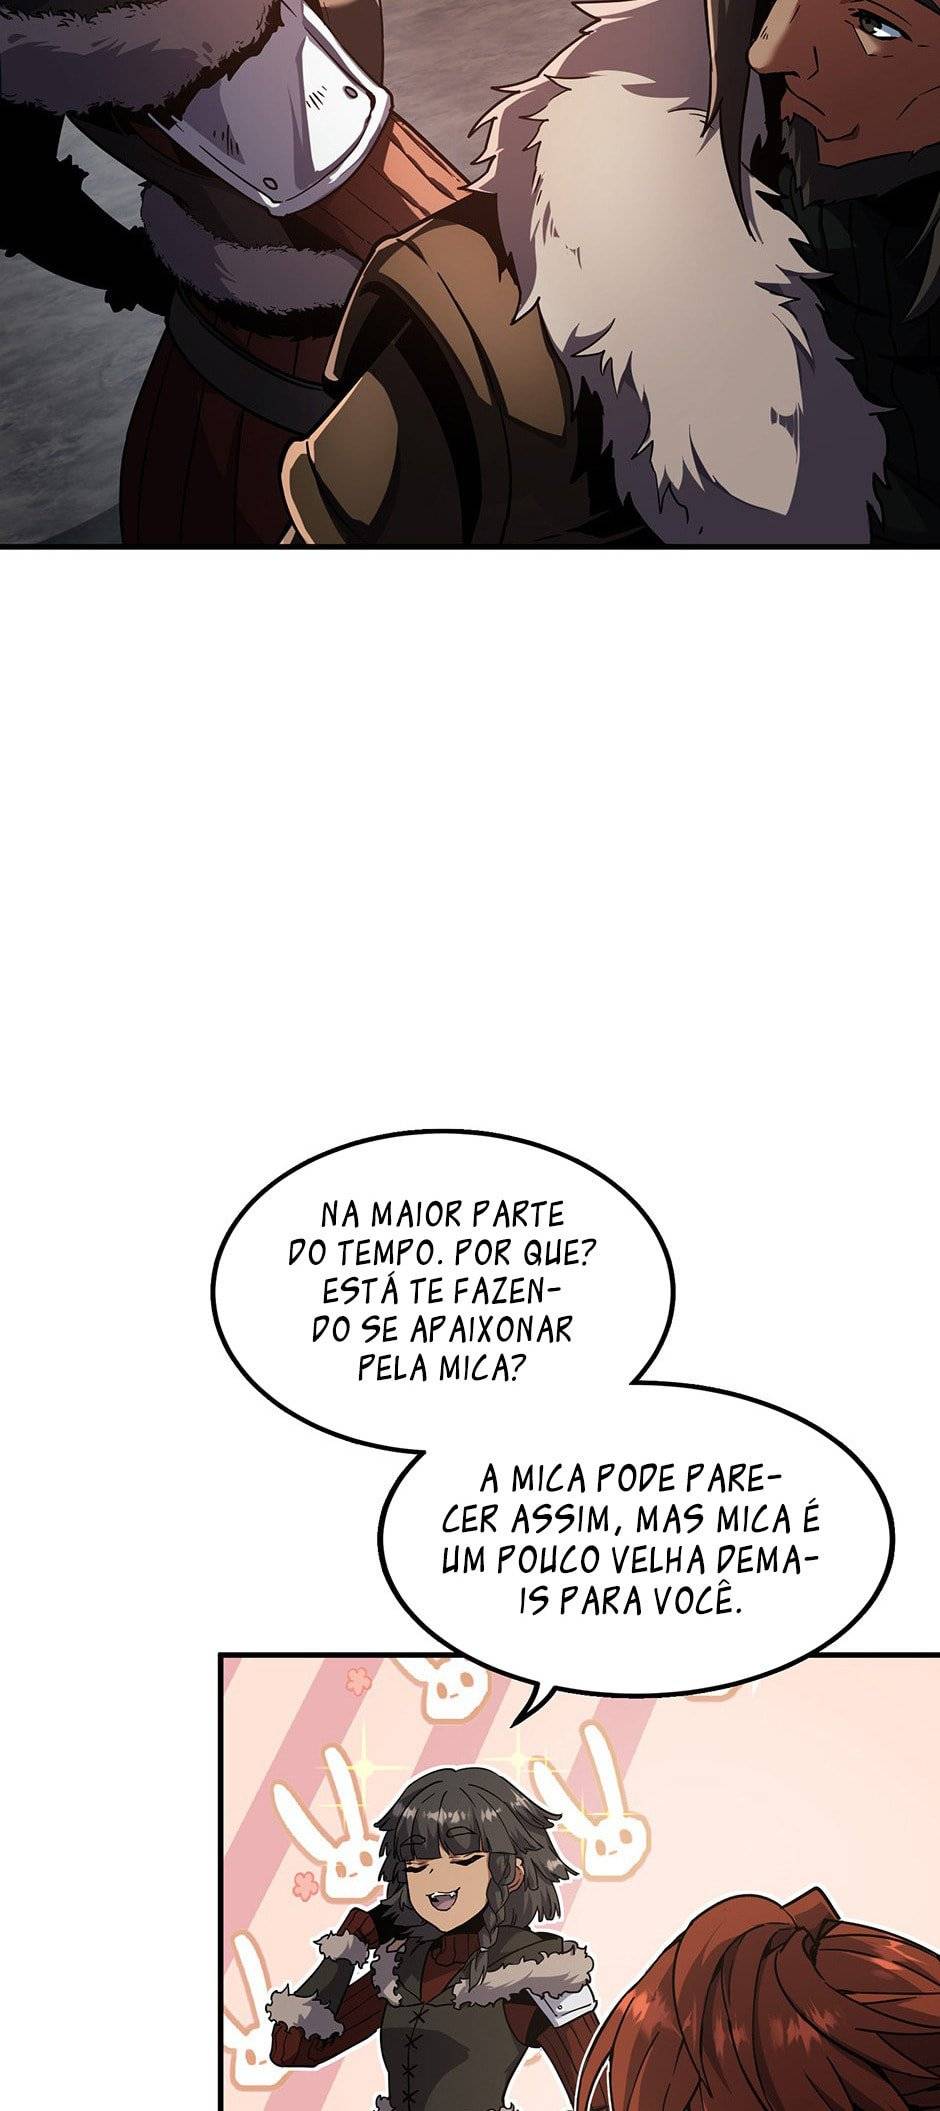 NA MAIOR PARTE
DO TEMPO. POR QUE?
ESTÁ TE FAZEN-
DO SE APAIXONAR
PELA MICA?
A MICA PODE PARE-
CER ASSIM, MAS MICA É
UM POUCO VELHA DEMA-
IS PARA VOCÊ.